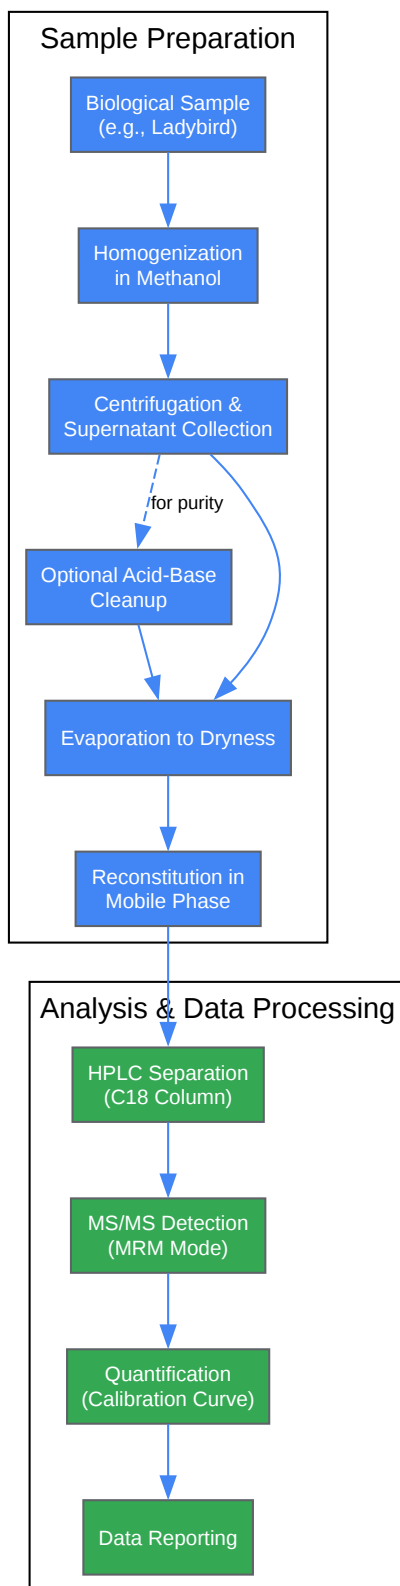 Sample Preparation
Biological Sample
(e.g., Ladybird)
Homogenization
in Methanol
Centrifugation &
Supernatant Collection
for purity
Optional Acid-Base
Cleanup
Evaporation to Dryness
Reconstitution in
Mobile Phase
Analysis & Data Processing
HPLC Separation
(C18 Column)
MS/MS Detection
(MRM Mode)
Quantification
(Calibration Curve)
Data Reporting